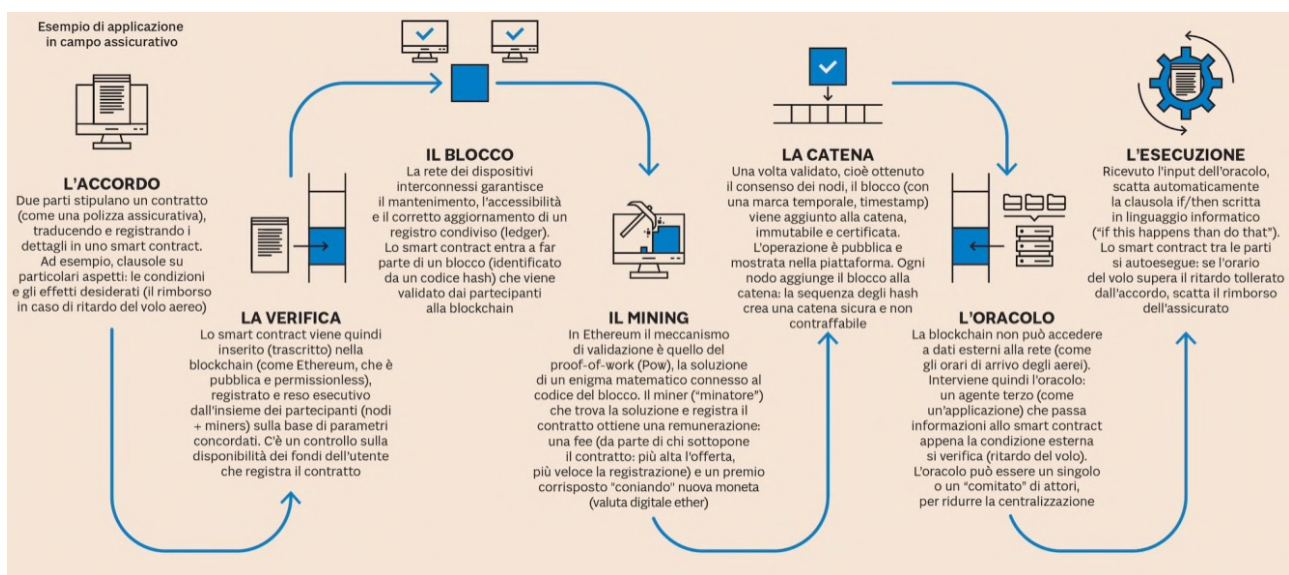 Esempio di applicazione
in campo assicurativo
L'ACCORDO
Due parti stipulano un contratto
(come una polizza assicurativa),
traducendo e registrando i
dettagli in uno smart contract.
Ad esempio, clausole su
particolari aspetti: le condizioni
e gli effetti desiderati (il rimborso
in caso di ritardo del volo aereo)
LA VERIFICA
Lo smart contract viene quindi
inserito (trascritto) nella
blockchain (come Ethereum, che è
pubblica e permissionless),
registrato e reso esecutivo
dall'insieme dei partecipanti (nodi
+ miners) sulla base di parametri
concordati. C'è un controllo sulla
disponibilità dei fondi dell'utente
che registra il contratto
IL BLOCCO
La rete dei dispositivi
interconnessi garantisce
il mantenimento, l'accessibilità
e il corretto aggiornamento di un
registro condiviso (ledger).
Lo smart contract entra a far
parte di un blocco (identificato
da un codice hash) che viene
validato dai partecipanti
alla blockchain
IL MINING
In Ethereum il meccanismo
di validazione è quello del
proof-of-work (Pow), la soluzione
di un enigma matematico connesso al
codice del blocco. Il miner ("minatore")
che trova la soluzione e registra il
contratto ottiene una remunerazione:
una fee (da parte di chi sottopone
il contratto: più alta l'offerta,
più veloce la registrazione) e un premio
corrisposto "coniando" nuova moneta
(valuta digitale ether)
LA CATENA
Una volta validato, cioè ottenuto
il consenso dei nodi, il blocco (con
una marca temporale, timestamp)
viene aggiunto alla catena,
immutabile e certificata.
L'operazione è pubblica e
mostrata nella piattaforma. Ogni
nodo aggiunge il blocco alla
catena: la sequenza degli hash
crea una catena sicura e non
contraffabile
L'ORACOLO
La blockchain non può accedere
a dati esterni alla rete (come
gli orari di arrivo degli aerei).
Interviene quindi l'oracolo:
un agente terzo (come
un'applicazione) che passa
informazioni allo smart contract
appena la condizione esterna
si verifica (ritardo del volo).
L'oracolo può essere un singolo
o un "comitato" di attori,
per ridurre la centralizzazione
L'ESECUZIONE
Ricevuto l'input dell'oracolo,
scatta automaticamente
la clausola if/then scritta
in linguaggio informatico
("if this happens than do that").
Lo smart contract tra le parti
si autoesegue: se l'orario
del volo supera il ritardo tollerato
dall'accordo, scatta il rimborso
dell'assicurato